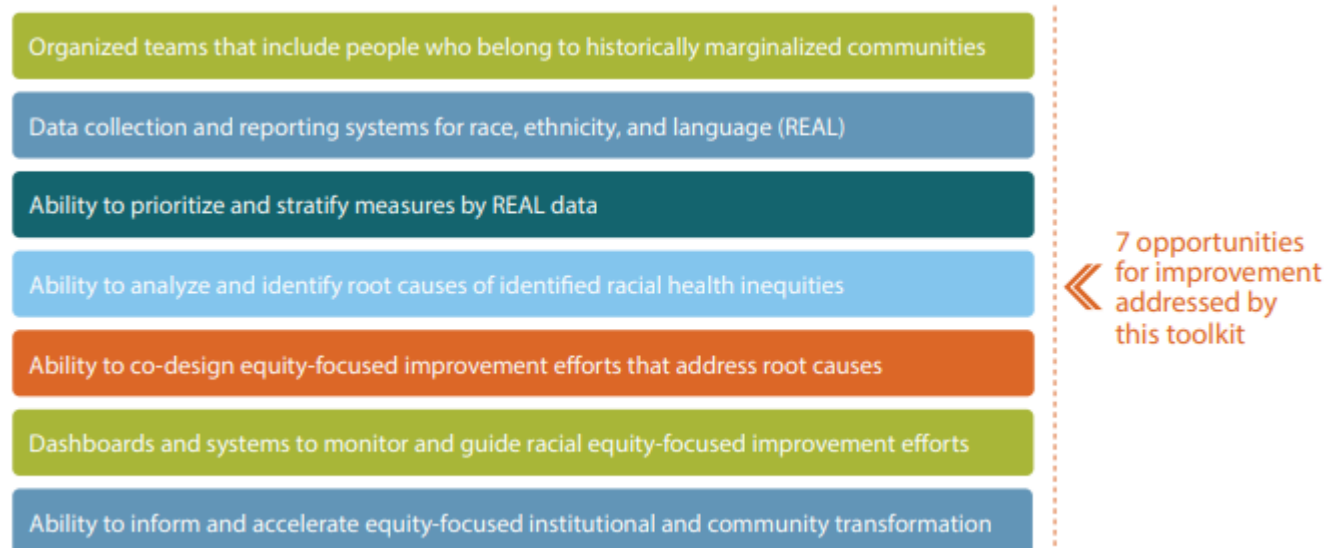 Organized teams that include people who belong to historically marginalized communities
Data collection and reporting systems for race, ethnicity, and language (REAL)
Ability to prioritize and stratify measures by REAL data
Ability to analyze and identify root causes of identified racial health inequities
Ability to co-design equity-focused improvement efforts that address root causes
Dashboards and systems to monitor and guide racial equity-focused improvement efforts
Ability to inform and accelerate equity-focused institutional and community transformation
7 opportunities
for improvement
addressed by
this toolkit